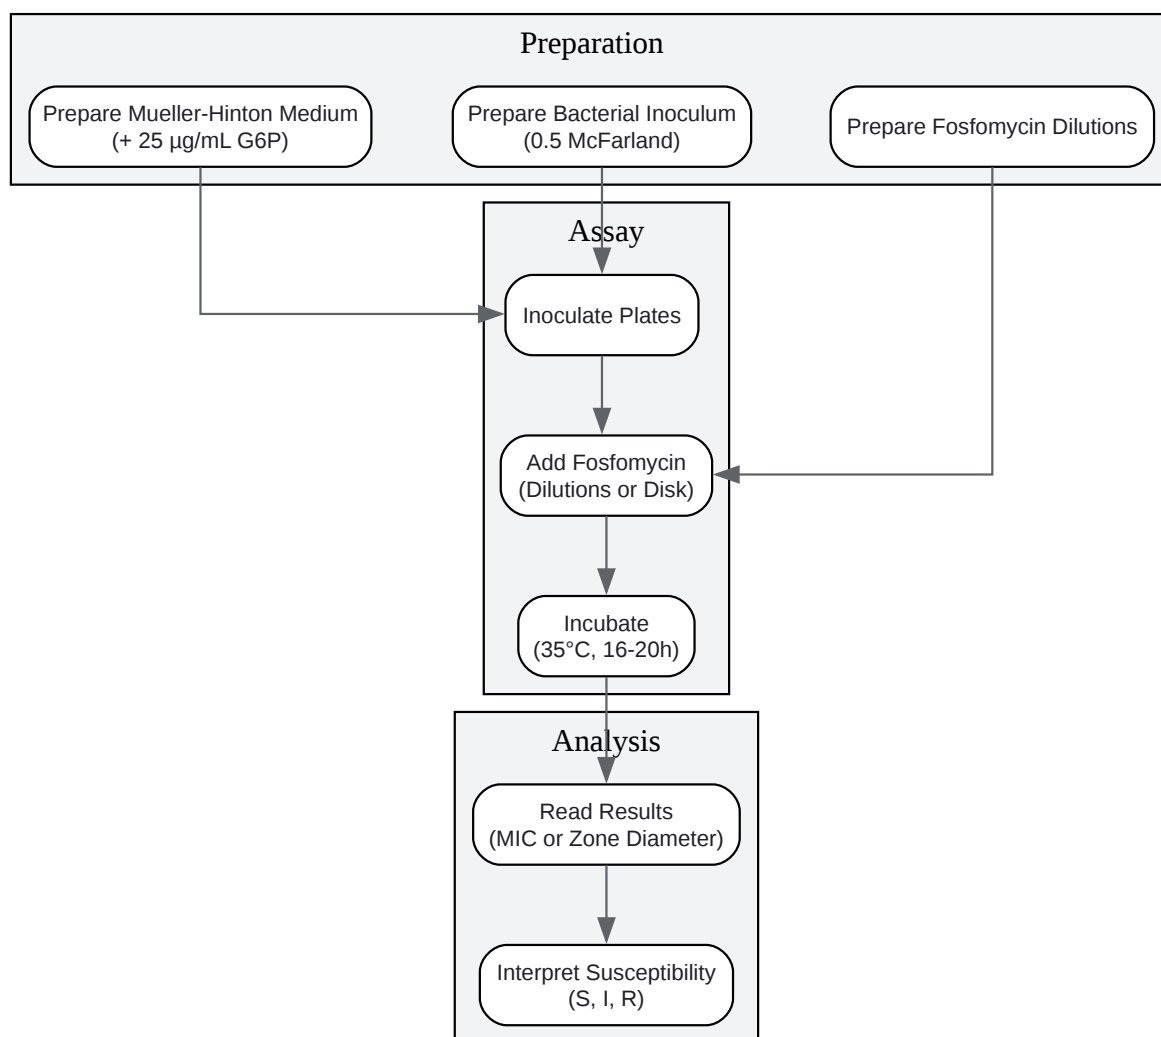 Preparation
Prepare Mueller-Hinton Medium
(+ 25 µg/mL G6P)
Prepare Bacterial Inoculum
(0.5 McFarland)
Prepare Fosfomycin Dilutions
Assay
Inoculate Plates
Add Fosfomycin
(Dilutions or Disk)
Incubate
(35°C, 16-20h)
Analysis
Read Results
(MIC or Zone Diameter)
Interpret Susceptibility
(S, I, R)